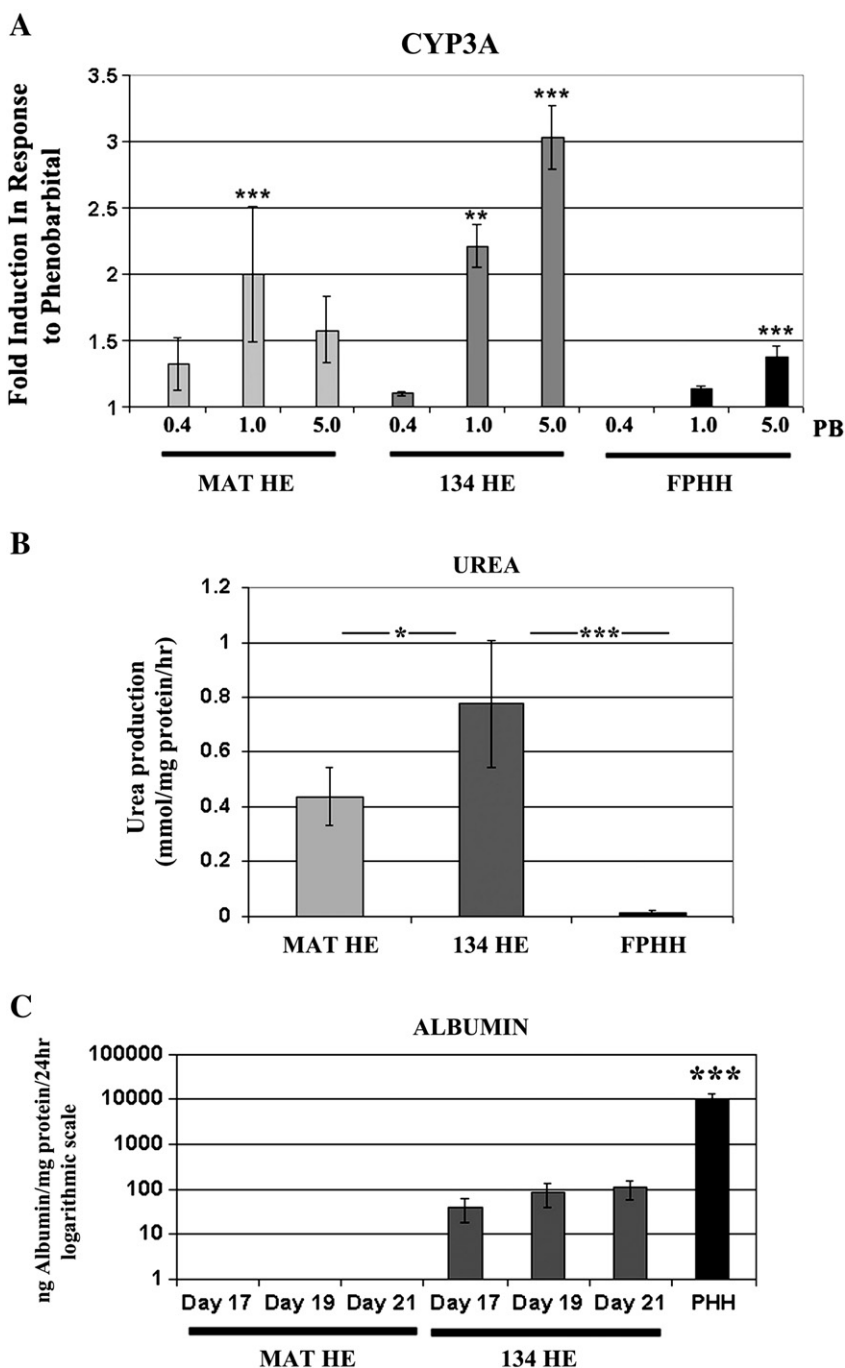 A
CYP3A
Fold Induction In Response
to Phenobarbital
3.5
3
2.5
2
1.5
1
***
**
***
***
0.4 1.0 5.0 0.4 1.0 5.0 0.4 1.0 5.0 PB
MAT HE 134 HE FPHH
B
UREA
Urea production
(mmol/mg protein/hr)
1.2
1
0.8
0.6
0.4
0.2
0
* ***
MAT HE 134 HE FPHH
C
ALBUMIN
ng Albumin/mg protein/24hr
logarithmic scale
100000
10000
1000
100
10
1
***
Day 17 Day 19 Day 21 Day 17 Day 19 Day 21 PHH
MAT HE 134 HE